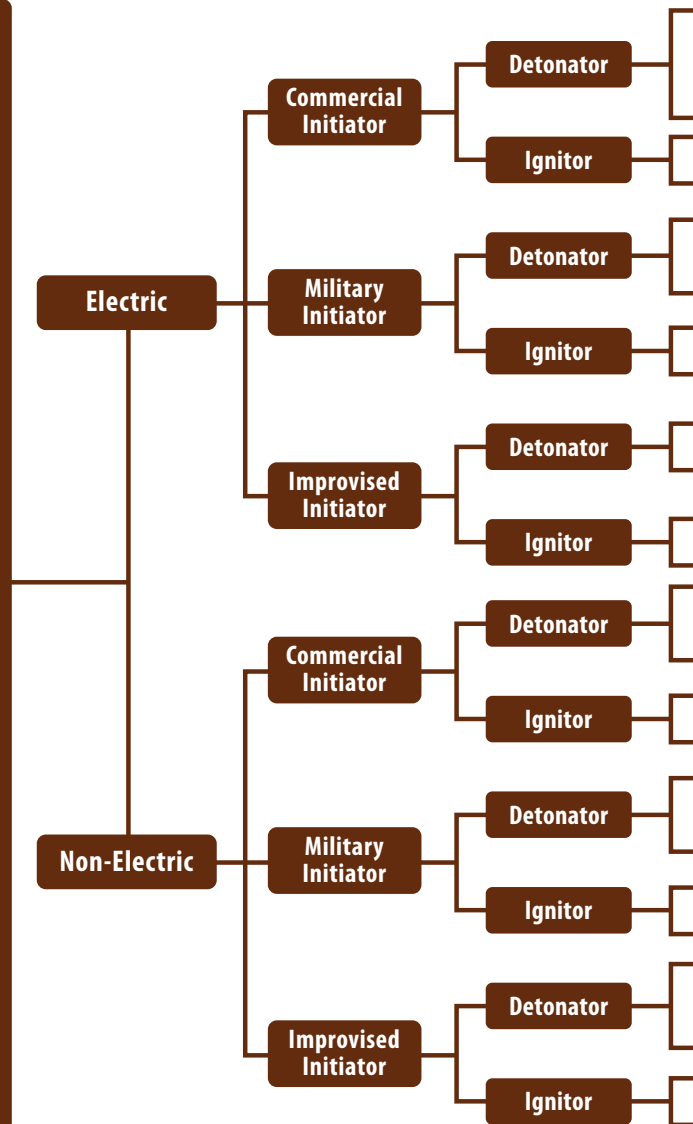 Electric
Commercial
Initiator
Detonator
Ignitor
Military
Initiator
Detonator
Ignitor
Improvised
Initiator
Detonator
Ignitor
Non-Electric
Commercial
Initiator
Detonator
Ignitor
Military
Initiator
Detonator
Ignitor
Improvised
Initiator
Detonator
Ignitor